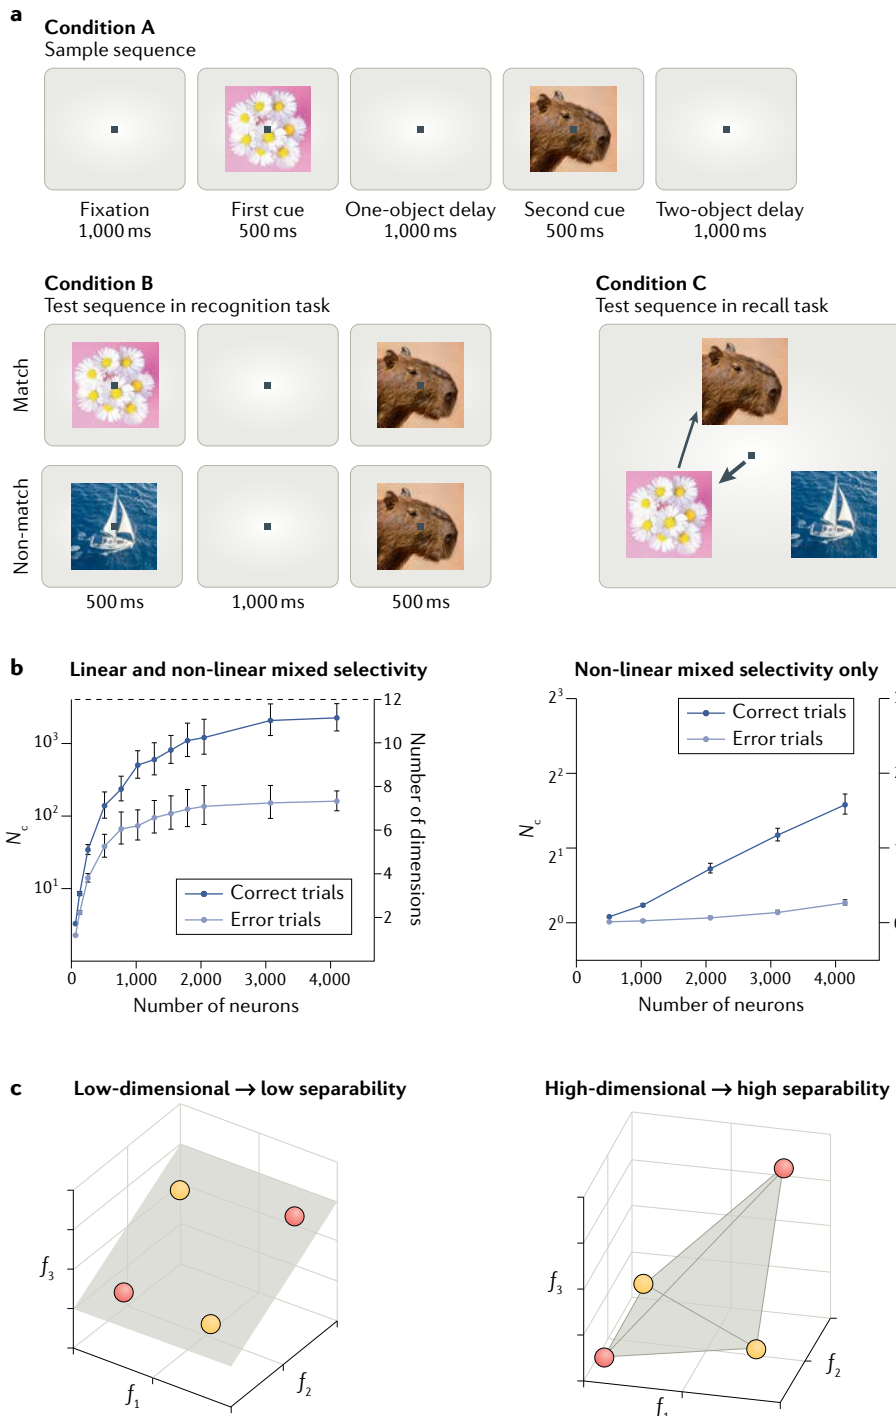 a
Condition A
Sample sequence
Fixation
1,000 ms
First cue
500 ms
One-object delay
1,000 ms
Second cue
500 ms
Two-object delay
1,000 ms
Condition B
Test sequence in recognition task
Match
Non-match
500 ms
1,000 ms
500 ms
Condition C
Test sequence in recall task
b
Linear and non-linear mixed selectivity
10³
10²
10¹
N_c
12
10
8
6
4
2
Number of dimensions
Correct trials
Error trials
0 1,000 2,000 3,000 4,000
Number of neurons
Non-linear mixed selectivity only
2³
2²
2¹
2⁰
N_c
Correct trials
Error trials
0 1,000 2,000 3,000 4,000
Number of neurons
c
Low-dimensional → low separability
f₃
f₁
f₂
High-dimensional → high separability
f₃
f₁
f₂